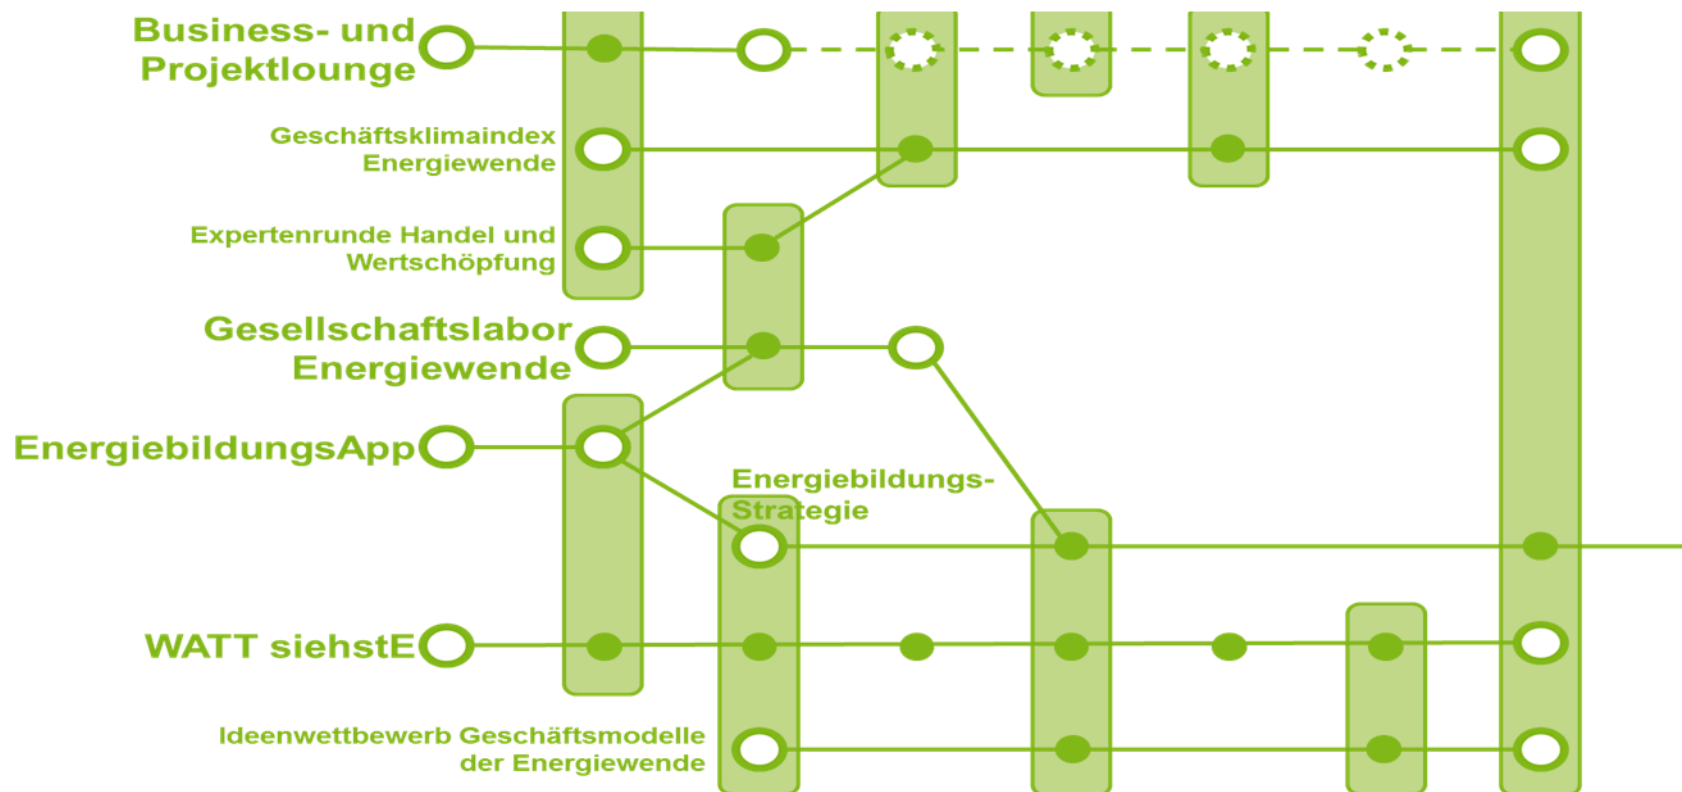 Business- und
Projektlounge
Geschäftsklimaindex
Energiewende
Expertenrunde Handel und
Wertschöpfung
Gesellschaftslabor
Energiewende
EnergiebildungsApp
Energiebildungs-
Strategie
WATT siehstE
Ideenwettbewerb Geschäftsmodelle
der Energiewende